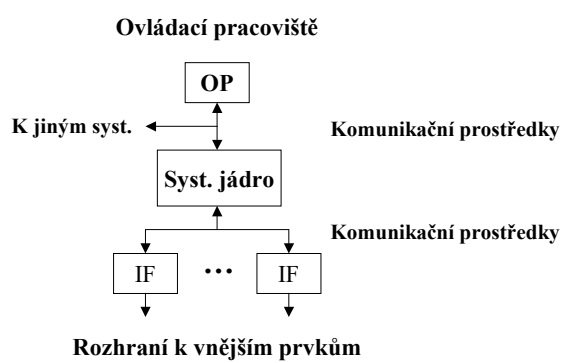 Ovládací pracoviště
OP
K jiným syst.
Komunikační prostředky
Syst. jádro
Komunikační prostředky
IF
...
IF
Rozhraní k vnějším prvkům